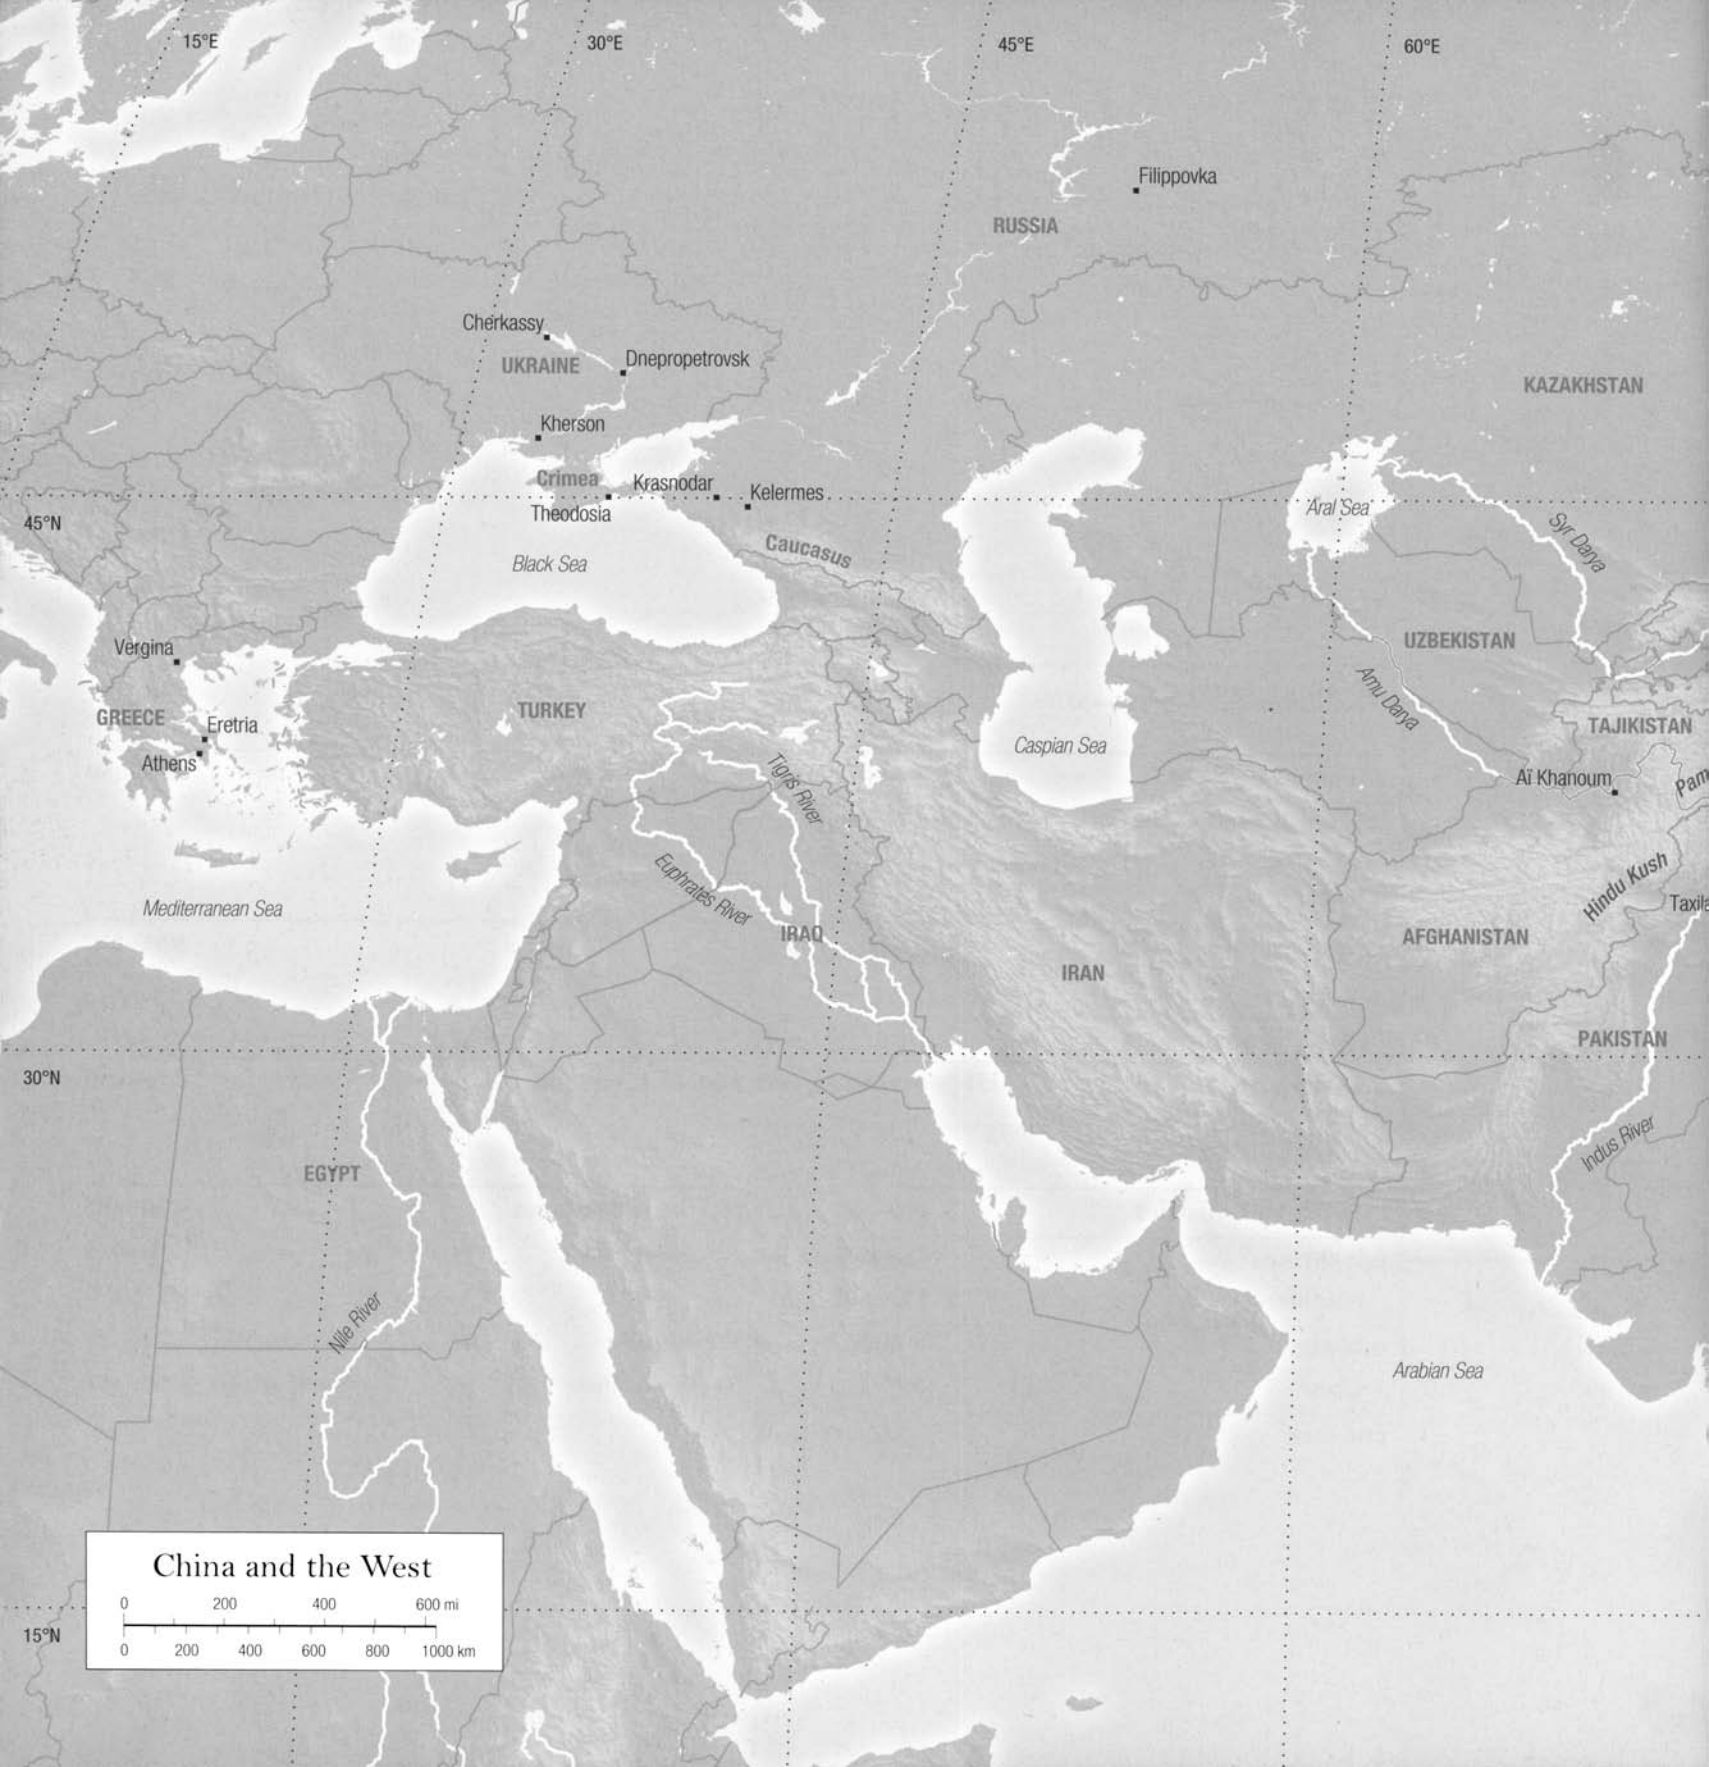 15°E
30°E
45°E
60°E
Filippovka
RUSSIA
Cherkassy
UKRAINE
Dnepropetrovsk
KAZAKHSTAN
Kherson
Crimea
Krasnodar
Kelermes
Theodosia
45°N
Aral Sea
Syr Darya
Black Sea
Caucasus
Vergina
UZBEKISTAN
Amu Darya
GREECE
Eretria
TURKEY
TAJIKISTAN
Athens
Caspian Sea
Tigris River
Aï Khanoum
Pam
Euphrates River
Hindu Kush
Taxila
Mediterranean Sea
IRAQ
AFGHANISTAN
IRAN
PAKISTAN
30°N
Indus River
EGYPT
Nile River
Arabian Sea
China and the West
0 200 400 600 mi
0 200 400 600 800 1000 km
15°N